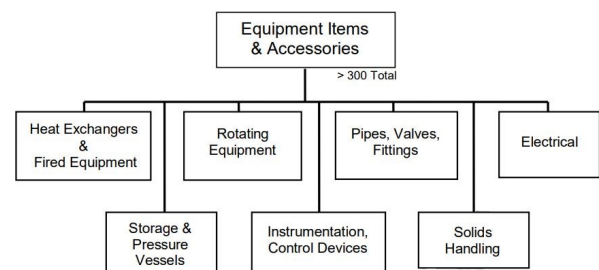 Equipment Items
& Accessories
> 300 Total
Heat Exchangers
&
Fired Equipment
Rotating
Equipment
Pipes, Valves,
Fittings
Electrical
Storage &
Pressure
Vessels
Instrumentation,
Control Devices
Solids
Handling